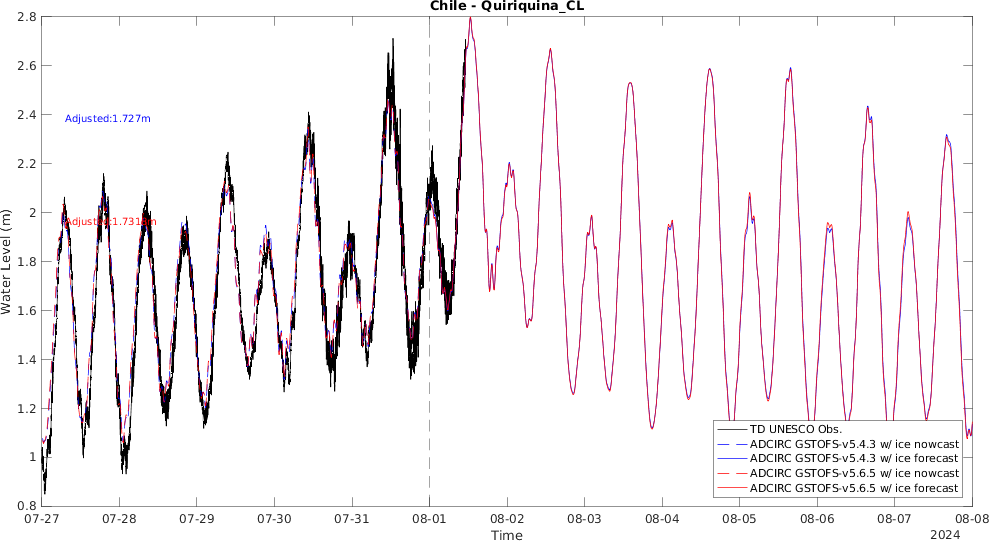 Chile - Quiriquina_CL
2.8
2.6
2.4
2.2
2
1.8
1.6
1.4
1.2
1
0.8
Water Level (m)
Adjusted:1.727m
Adjusted:1.731m
TD UNESCO Obs.
ADCIRC GSTOFS-v5.4.3 w/ ice nowcast
ADCIRC GSTOFS-v5.4.3 w/ ice forecast
ADCIRC GSTOFS-v5.6.5 w/ ice nowcast
ADCIRC GSTOFS-v5.6.5 w/ ice forecast
07-27 07-28 07-29 07-30 07-31 08-01 08-02 08-03 08-04 08-05 08-06 08-07 08-08
Time
2024